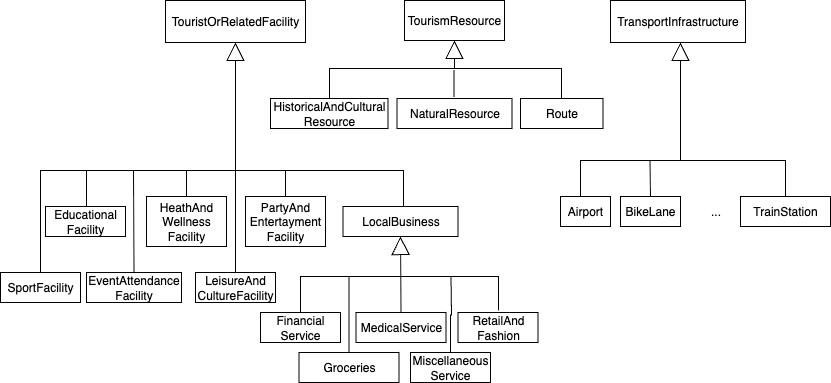 TouristOrRelatedFacility
TourismResource
TransportInfrastructure
HistoricalAndCultural
Resource
NaturalResource
Route
Educational
Facility
HeathAnd
Wellness
Facility
PartyAnd
Entertayment
Facility
LocalBusiness
Airport
BikeLane
...
TrainStation
SportFacility
EventAttendance
Facility
LeisureAnd
CultureFacility
Financial
Service
MedicalService
RetailAnd
Fashion
Groceries
Miscellaneous
Service